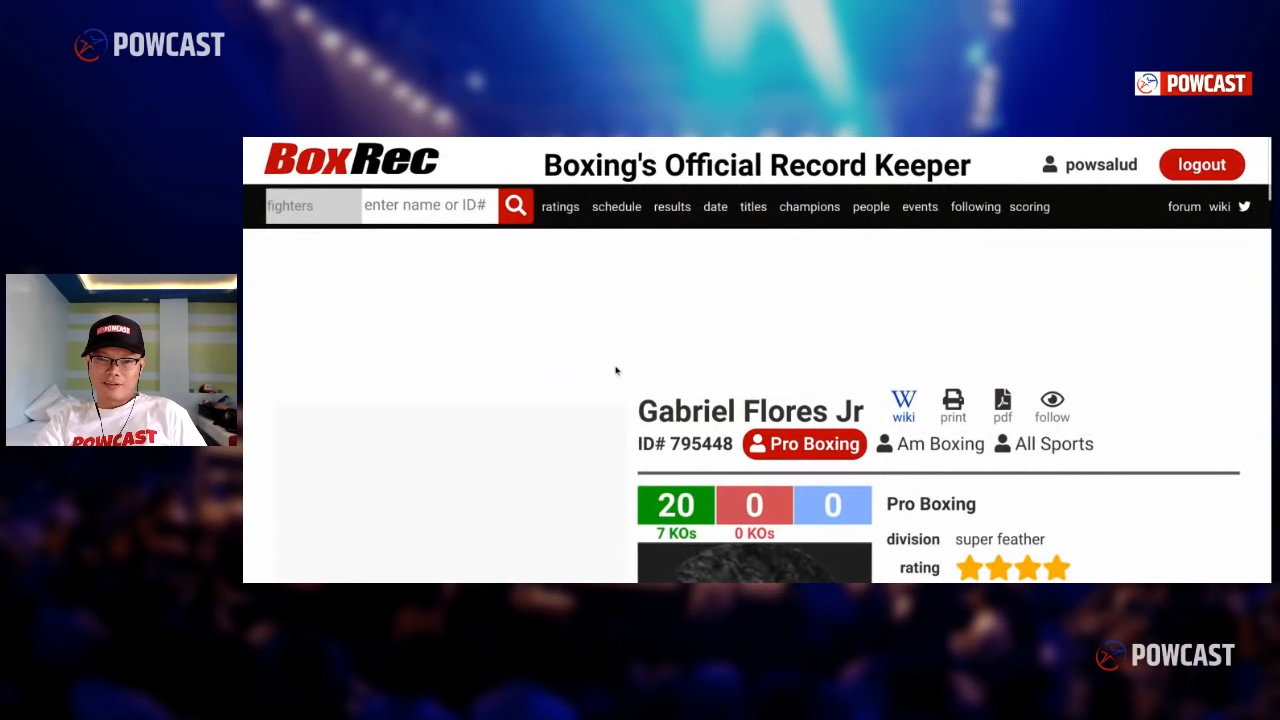 POWCAST
POWCAST
BoxRec
Boxing's Official Record Keeper
powsalud
logout
fighters
enter name or ID#
ratings schedule results date titles champions people events following scoring
forum wiki
POWCAST
POWCAST
Gabriel Flores Jr
wiki print pdf follow
ID# 795448 Pro Boxing Am Boxing All Sports
20 0 0
7 KOs 0 KOs
Pro Boxing
division super feather
rating
POWCAST